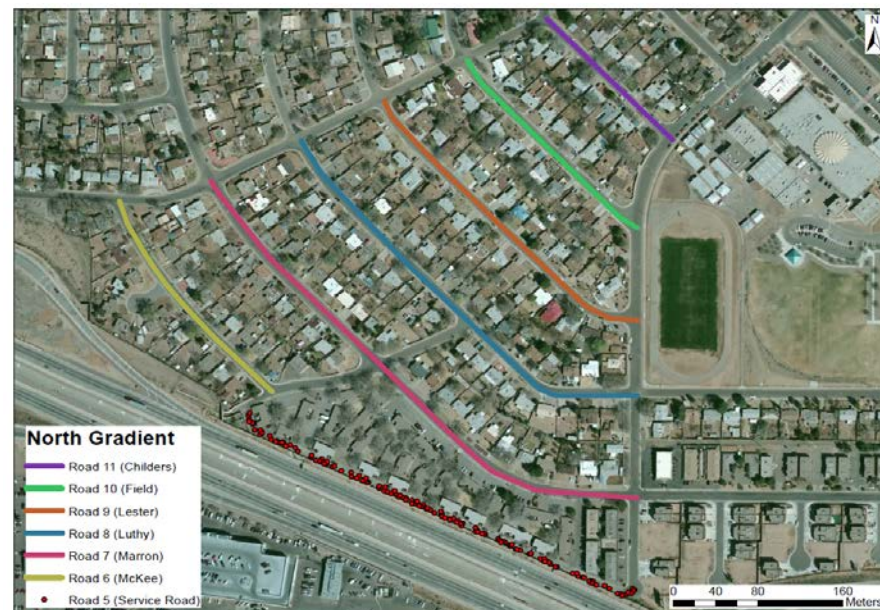 N
North Gradient
Road 11 (Childers)
Road 10 (Field)
Road 9 (Lester)
Road 8 (Luthy)
Road 7 (Marron)
Road 6 (McKee)
Road 5 (Service Road)
0 40 80 120 160
Meters